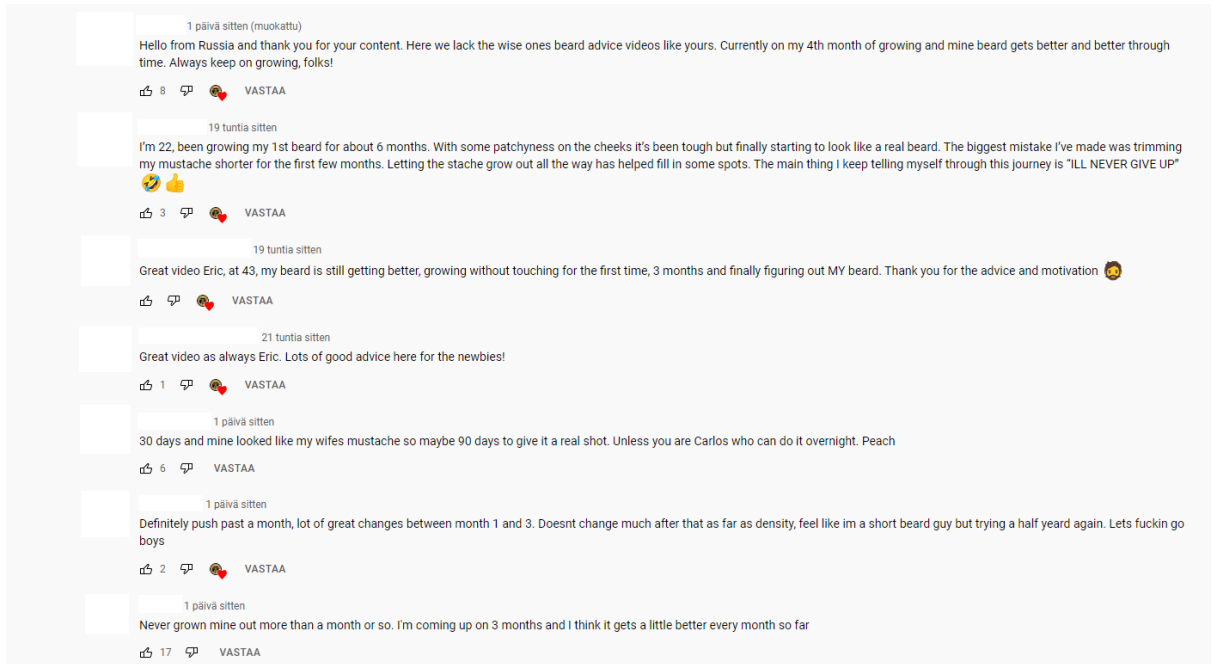 1 päivä sitten (muokattu)
Hello from Russia and thank you for your content. Here we lack the wise ones beard advice videos like yours. Currently on my 4th month of growing and mine beard gets better and better through
time. Always keep on growing, folks!
8 VASTAA
19 tuntia sitten
I'm 22, been growing my 1st beard for about 6 months. With some patchyness on the cheeks it's been tough but finally starting to look like a real beard. The biggest mistake I've made was trimming
my mustache shorter for the first few months. Letting the stache grow out all the way has helped fill in some spots. The main thing I keep telling myself through this journey is "ILL NEVER GIVE UP"
🤣👍
3 VASTAA
19 tuntia sitten
Great video Eric, at 43, my beard is still getting better, growing without touching for the first time, 3 months and finally figuring out MY beard. Thank you for the advice and motivation 🧔
VASTAA
21 tuntia sitten
Great video as always Eric. Lots of good advice here for the newbies!
1 VASTAA
1 päivä sitten
30 days and mine looked like my wifes mustache so maybe 90 days to give it a real shot. Unless you are Carlos who can do it overnight. Peach
6 VASTAA
1 päivä sitten
Definitely push past a month, lot of great changes between month 1 and 3. Doesnt change much after that as far as density, feel like im a short beard guy but trying a half yeard again. Lets fuckin go
boys
2 VASTAA
1 päivä sitten
Never grown mine out more than a month or so. I'm coming up on 3 months and I think it gets a little better every month so far
17 VASTAA